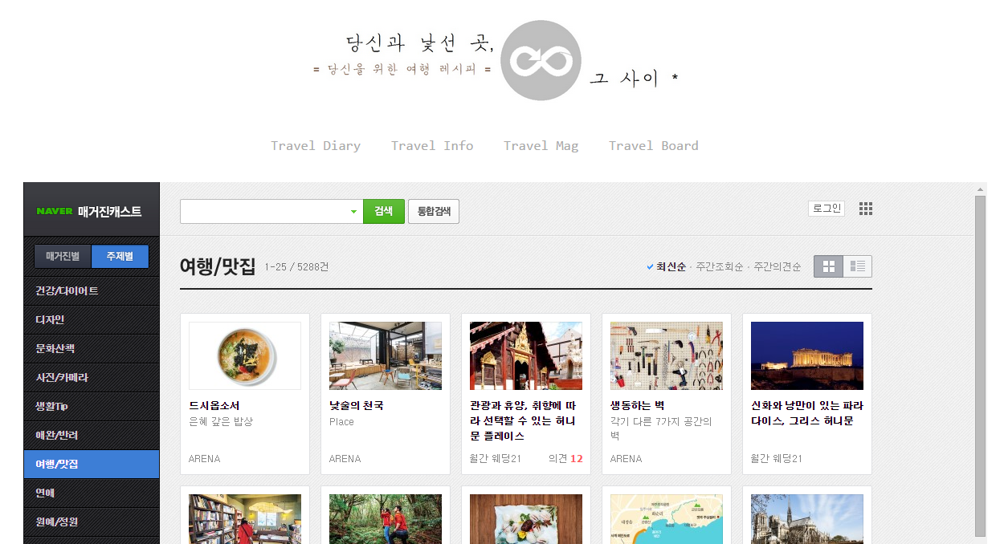 당신과 낯선 곳,
= 당신을 위한 여행 레시피 =
그 사이 *
Travel Diary Travel Info Travel Mag Travel Board
NAVER 매거진캐스트
검색 통합검색 로그인
매거진별 주제별
건강/다이어트
디자인
문화산책
사진/카메라
생활Tip
애완/반려
여행/맛집
연애
원예/정원
여행/맛집 1-25 / 5288건
최신순 · 주간조회순 · 주간의견순
드시옵소서
은혜 갚은 밥상
ARENA
낮술의 천국
Place
ARENA
관광과 휴양, 취향에 따
라 선택할 수 있는 허니
문 플레이스
월간 웨딩21 의견 12
생동하는 벽
각기 다른 7가지 공간의
벽
ARENA
신화와 낭만이 있는 파라
다이스, 그리스 허니문
월간 웨딩21